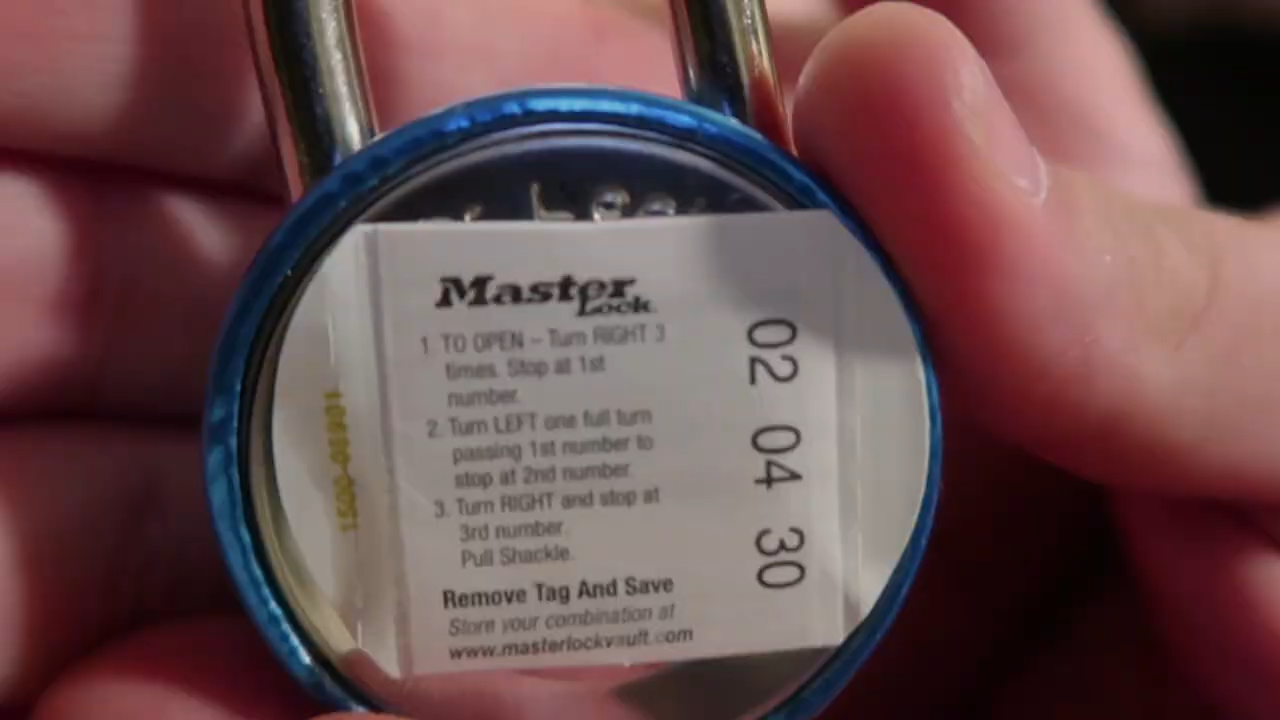 Master
Lock
1 TO OPEN – Turn RIGHT 3
times. Stop at 1st
number.
2. Turn LEFT one full turn
passing 1st number to
stop at 2nd number.
3. Turn RIGHT and stop at
3rd number.
Pull Shackle.
Remove Tag And Save
Store your combination at
www.masterlockvault.com
02 04 30